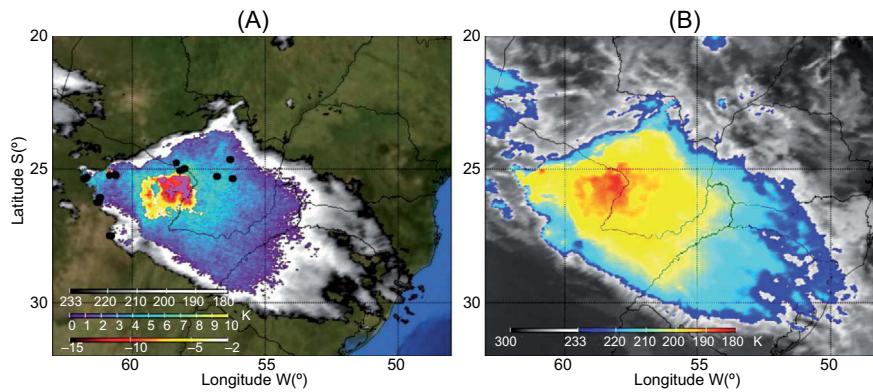 (A)
(B)
20
25
30
Latitude S(º)
233 220 210 200 190 180
K
0 1 2 3 4 5 6 7 8 9 10
–15 –10 –5 –2
60 55 50
Longitude W(º)
20
25
30
300 233 220 210 200 190 180 K
60 55 50
Longitude W(º)